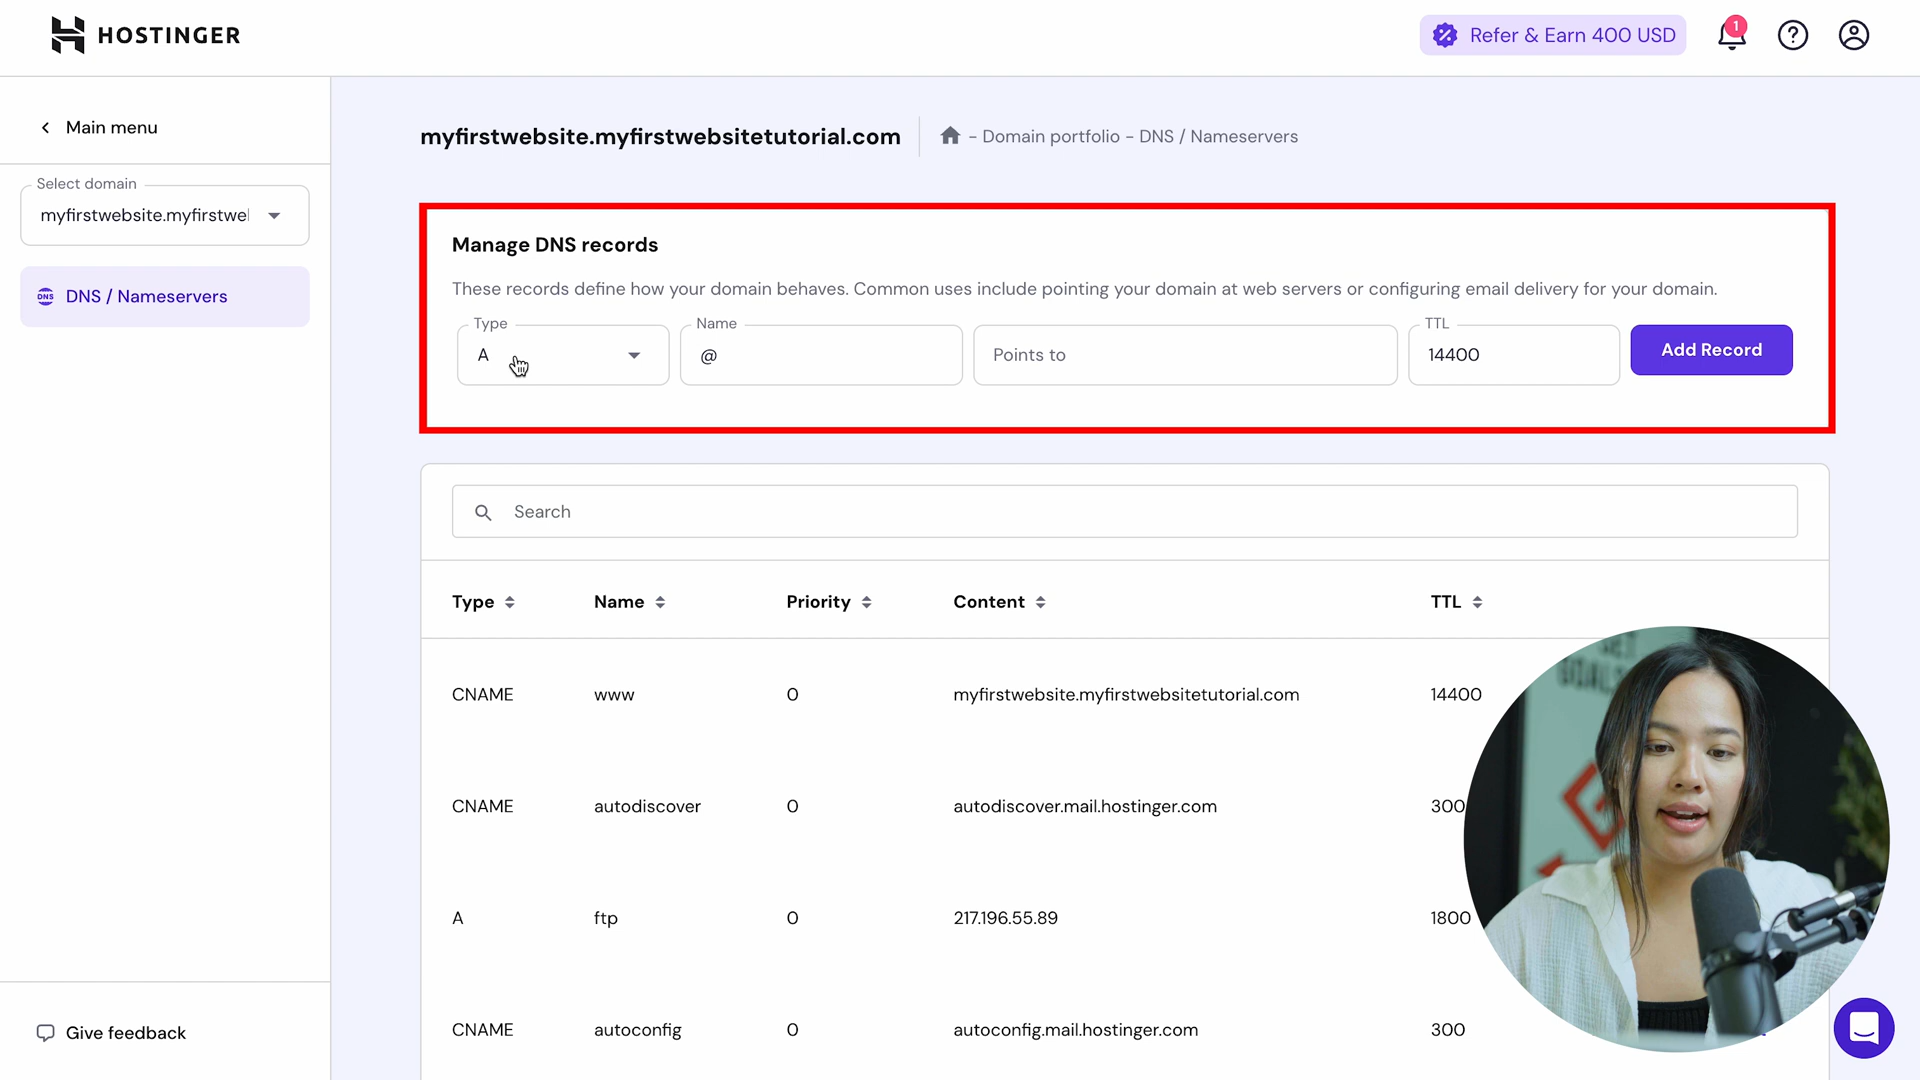 HOSTINGER
Refer & Earn 400 USD
1
Main menu
myfirstwebsite.myfirstwebsitetutorial.com
- Domain portfolio - DNS / Nameservers
Select domain
myfirstwebsite.myfirstwel
DNS
DNS / Nameservers
Manage DNS records
These records define how your domain behaves. Common uses include pointing your domain at web servers or configuring email delivery for your domain.
Type
A
Name
@
Points to
TTL
14400
Add Record
Search
Type Name Priority Content TTL
CNAME www 0 myfirstwebsite.myfirstwebsitetutorial.com 14400
CNAME autodiscover 0 autodiscover.mail.hostinger.com 300
A ftp 0 217.196.55.89 1800
CNAME autoconfig 0 autoconfig.mail.hostinger.com 300
Give feedback